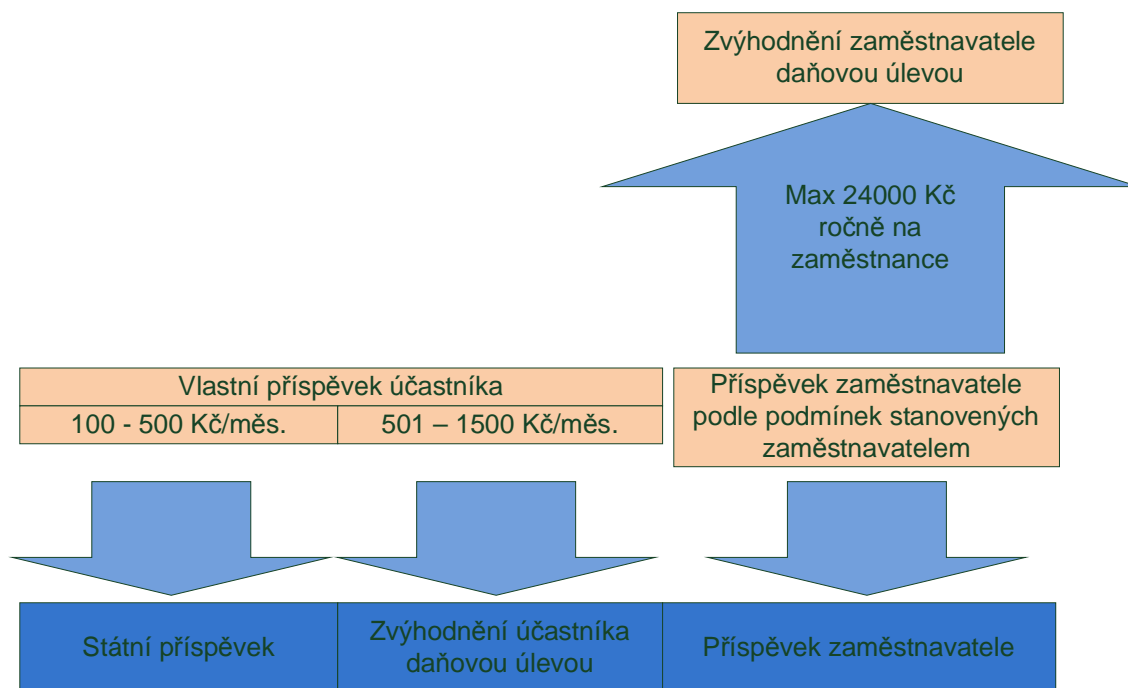 Zvýhodnění zaměstnavatele
daňovou úlevou
Max 24000 Kč
ročně na
zaměstnance
Vlastní příspěvek účastníka
100 - 500 Kč/měs.
501 – 1500 Kč/měs.
Příspěvek zaměstnavatele
podle podmínek stanovených
zaměstnavatelem
Státní příspěvek
Zvýhodnění účastníka
daňovou úlevou
Příspěvek zaměstnavatele